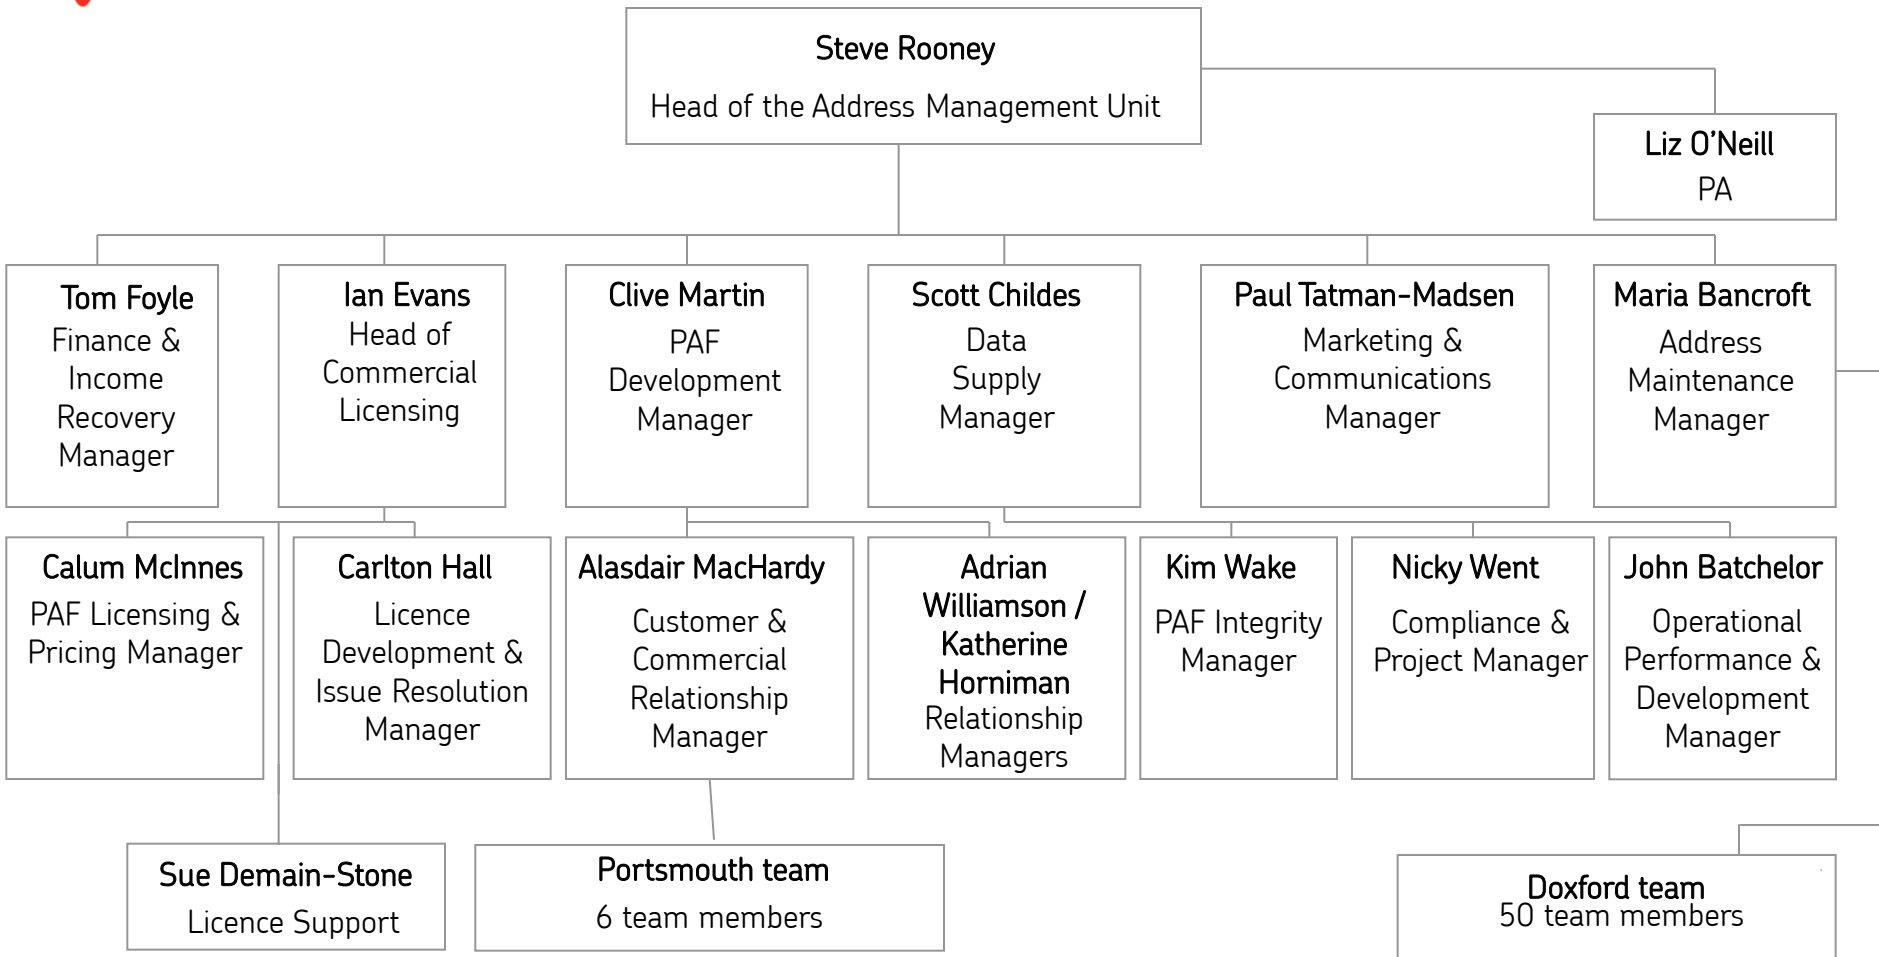 Steve Rooney
Head of the Address Management Unit
Liz O’Neill
PA
Tom Foyle
Finance &
Income
Recovery
Manager
Ian Evans
Head of
Commercial
Licensing
Clive Martin
PAF
Development
Manager
Scott Childes
Data
Supply
Manager
Paul Tatman-Madsen
Marketing &
Communications
Manager
Maria Bancroft
Address
Maintenance
Manager
Calum McInnes
PAF Licensing &
Pricing Manager
Carlton Hall
Licence
Development &
Issue Resolution
Manager
Alasdair MacHardy
Customer &
Commercial
Relationship
Manager
Adrian
Williamson /
Katherine
Horniman
Relationship
Managers
Kim Wake
PAF Integrity
Manager
Nicky Went
Compliance &
Project Manager
John Batchelor
Operational
Performance &
Development
Manager
Sue Demain-Stone
Licence Support
Portsmouth team
6 team members
Doxford team
50 team members